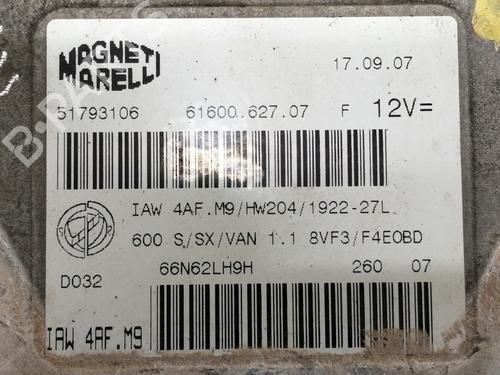 MAGNETI
MARELLI
17.09.07
51793106 61600.627.07 F 12V=
IAW 4AF.M9/HW204/1922-27L
600 S/SX/VAN 1.1 8VF3/F4EOBD
66N62LH9H 260 07
D032
IAW 4AF.M9